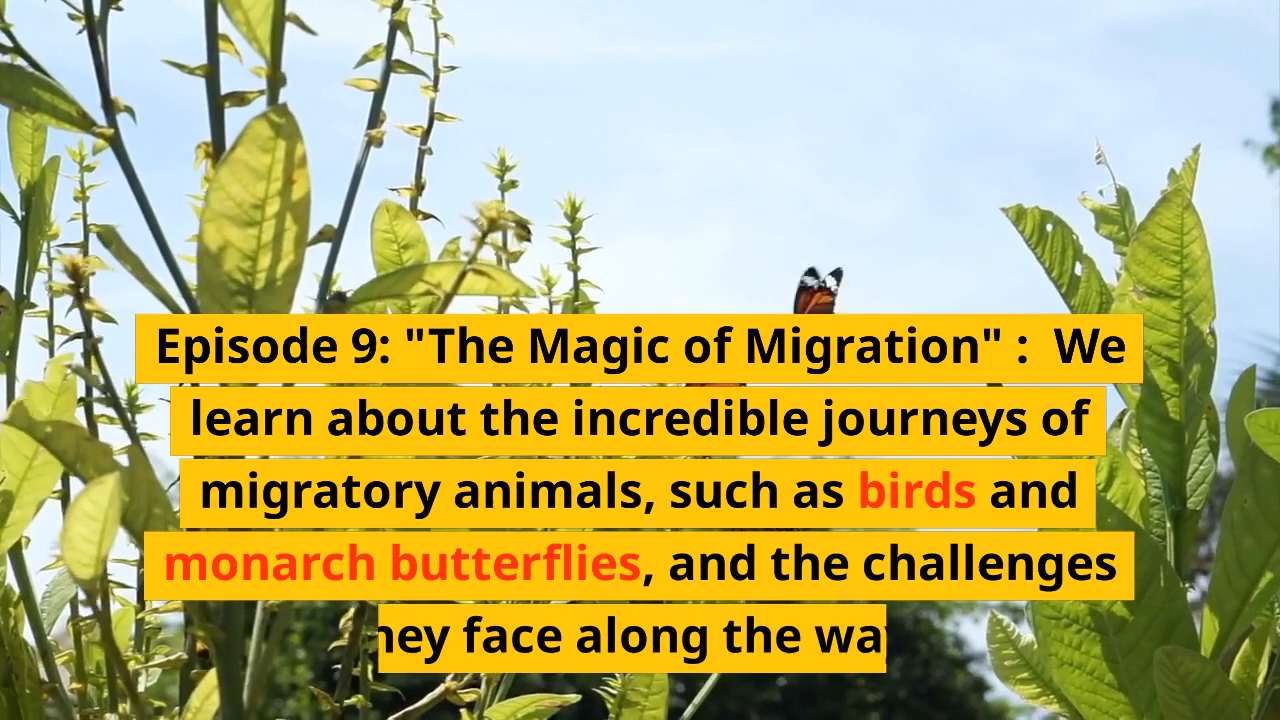 Episode 9: "The Magic of Migration" :  We
learn about the incredible journeys of
migratory animals, such as birds and
monarch butterflies, and the challenges
face along the